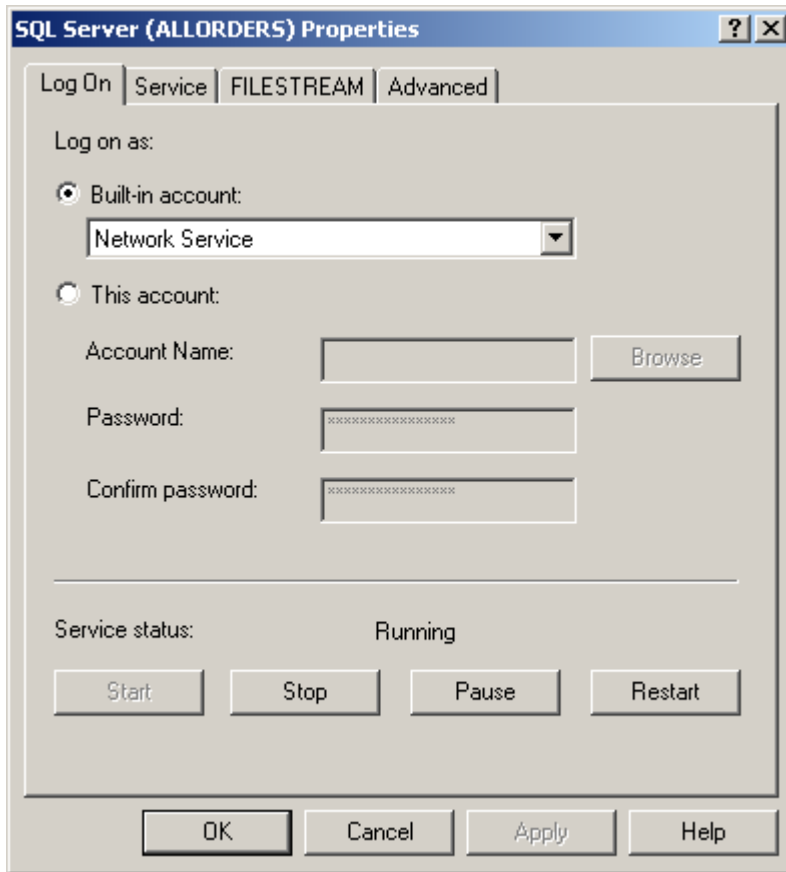 SQL Server (ALLORDERS) Properties
Log On Service FILESTREAM Advanced
Log on as:
Built-in account:
Network Service
This account:
Account Name: Browse
Password: ****************
Confirm password: ****************
Service status: Running
Start Stop Pause Restart
OK Cancel Apply Help